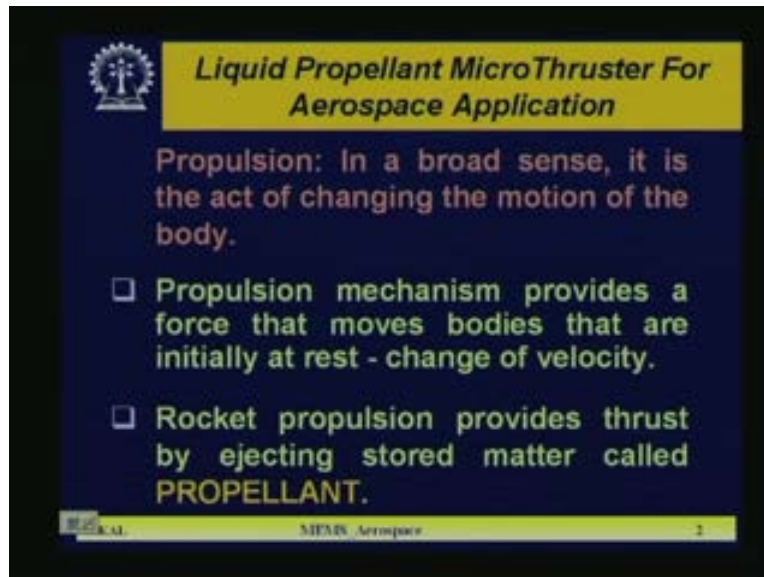 Liquid Propellant MicroThruster For
Aerospace Application
Propulsion: In a broad sense, it is
the act of changing the motion of the
body.
Propulsion mechanism provides a
force that moves bodies that are
initially at rest - change of velocity.
Rocket propulsion provides thrust
by ejecting stored matter called
PROPELLANT.
KAL MEMS_Aerospace 2